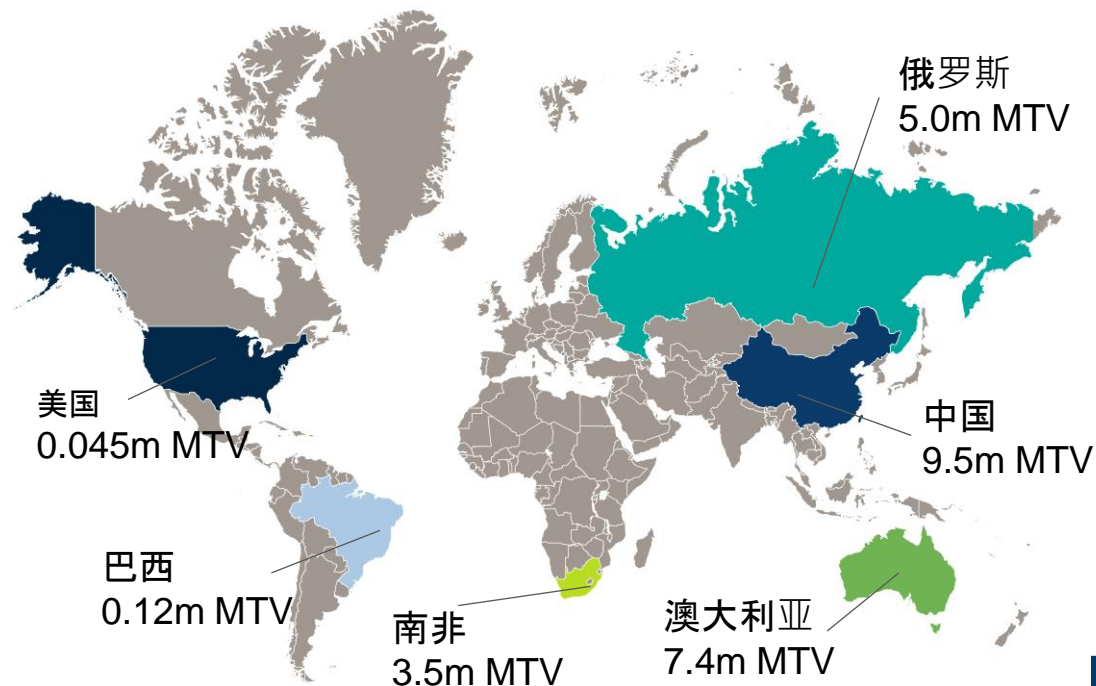 俄罗斯
5.0m MTV
美国
0.045m MTV
中国
9.5m MTV
巴西
0.12m MTV
南非
3.5m MTV
澳大利亚
7.4m MTV